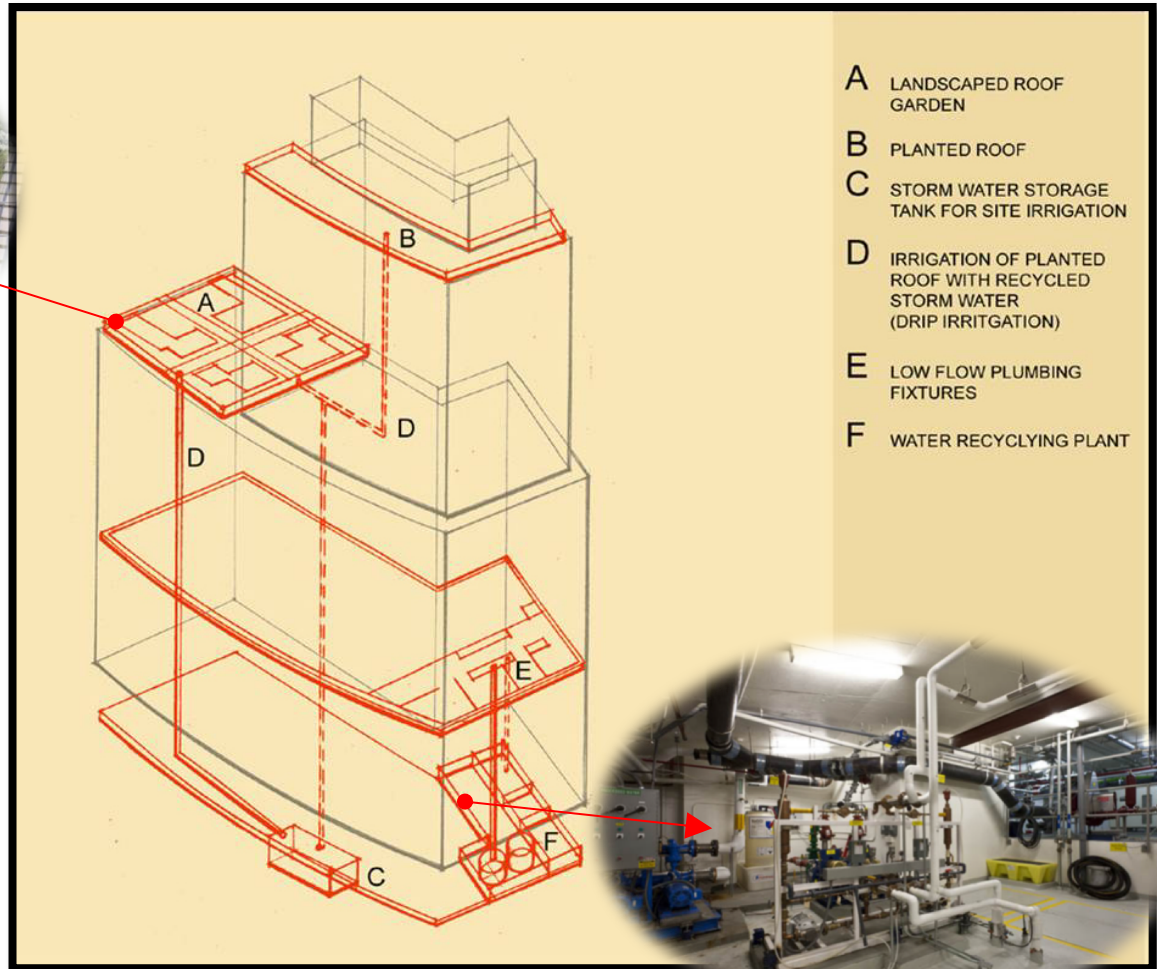 A LANDSCAPED ROOF
GARDEN
B PLANTED ROOF
C STORM WATER STORAGE
TANK FOR SITE IRRIGATION
D IRRIGATION OF PLANTED
ROOF WITH RECYCLED
STORM WATER
(DRIP IRRITGATION)
E LOW FLOW PLUMBING
FIXTURES
F WATER RECYCLYING PLANT
B
A
D
D
E
F
C